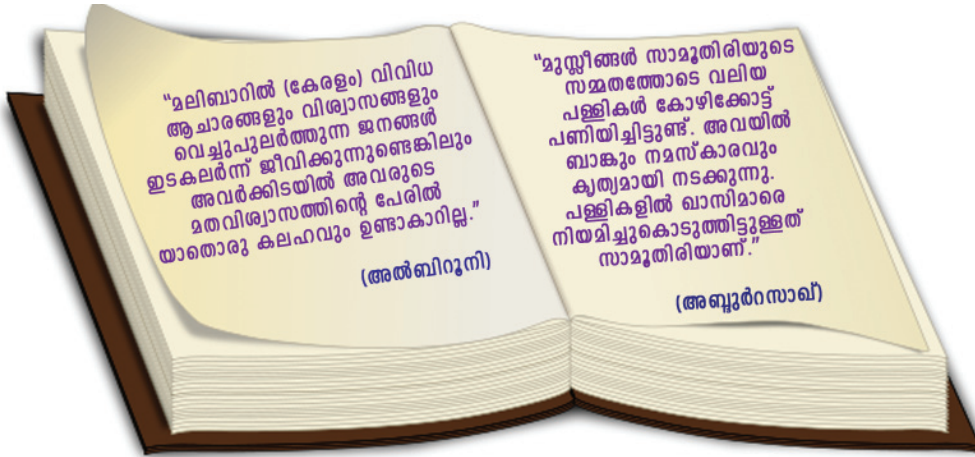 “മലിബാറിൽ (കേരളം) വിവിധ
ആചാരങ്ങളും വിശ്വാസങ്ങളും
വെച്ചുപുലർത്തുന്ന ജനങ്ങൾ
ഇടകലർന്ന് ജീവിക്കുന്നുണ്ടെങ്കിലും
അവർക്കിടയിൽ അവരുടെ
മതവിശ്വാസത്തിന്റെ പേരിൽ
യാതൊരു കലഹവും ഉണ്ടാകാറില്ല.”
(അൽബിറൂനി)
“മുസ്ലീങ്ങൾ സാമൂതിരിയുടെ
സമ്മതത്തോടെ വലിയ
പള്ളികൾ കോഴിക്കോട്ട്
പണിയിച്ചിട്ടുണ്ട്. അവയിൽ
ബാങ്കും നമസ്കാരവും
കൃത്യമായി നടക്കുന്നു.
പള്ളികളിൽ ഖാസിമാരെ
നിയമിച്ചുകൊടുത്തിട്ടുള്ളത്
സാമൂതിരിയാണ്.”
(അബ്ദുർറസാഖ്)